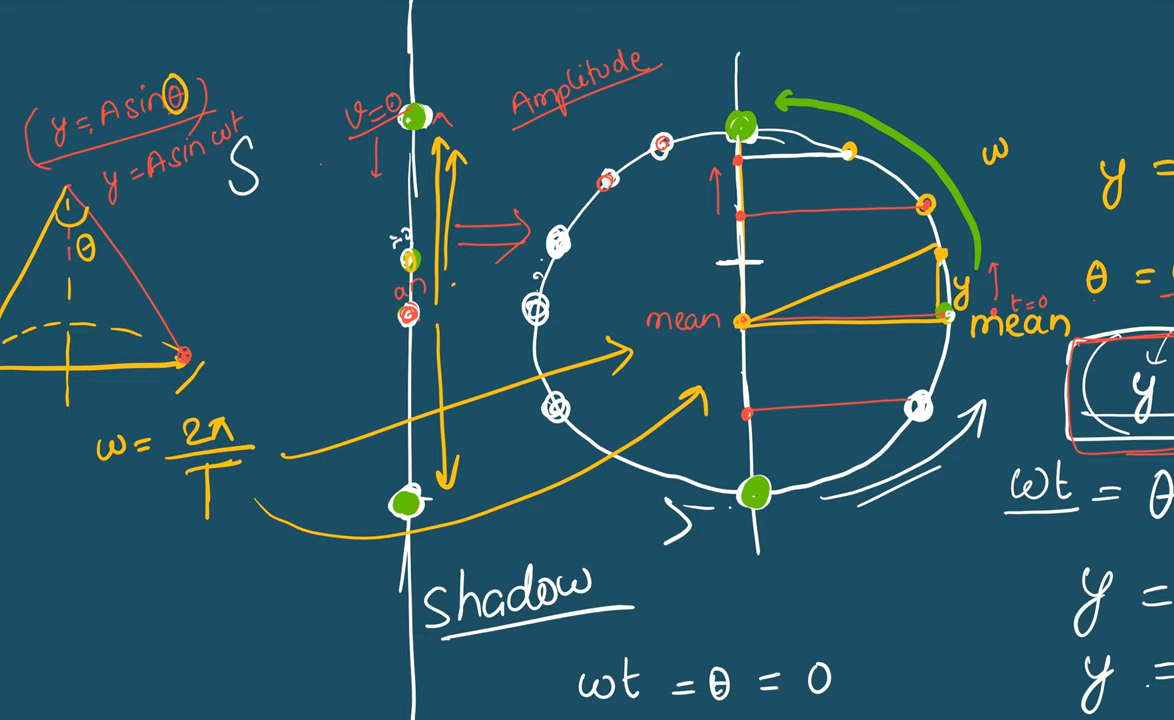 (y = A sin θ)
y = A sin ωt
S
θ
ω = 2π/T
v = 0
Amplitude
mean
ω
y
t = 0
mean
y =
θ =
y
ωt = θ
shadow
y =
ωt = θ = 0
y =